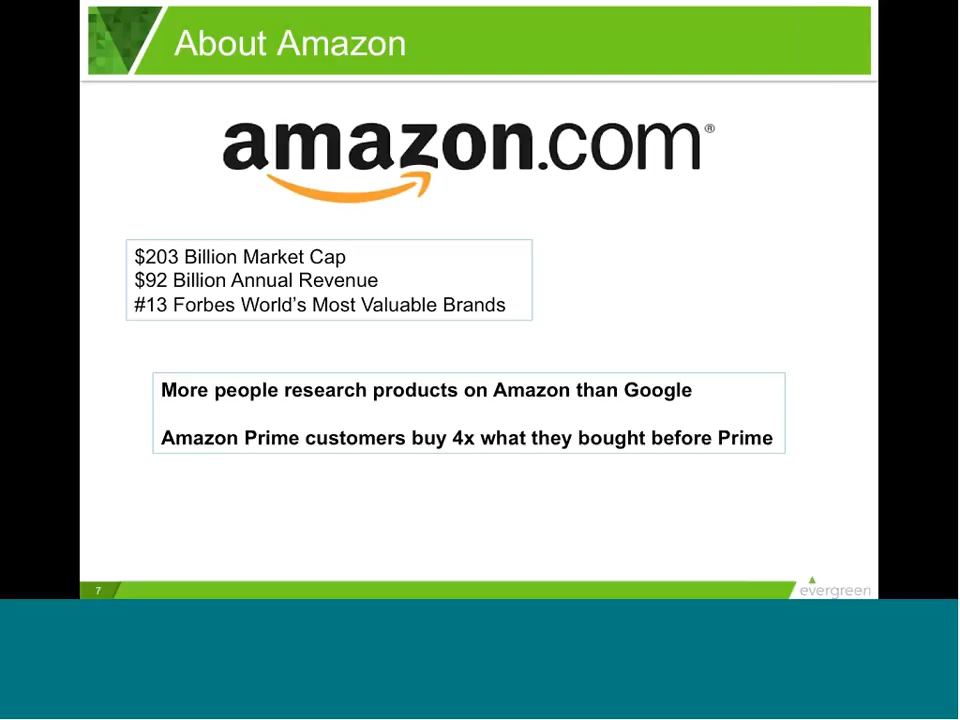 About Amazon
amazon.com®
$203 Billion Market Cap
$92 Billion Annual Revenue
#13 Forbes World’s Most Valuable Brands
More people research products on Amazon than Google
Amazon Prime customers buy 4x what they bought before Prime
7
evergreen